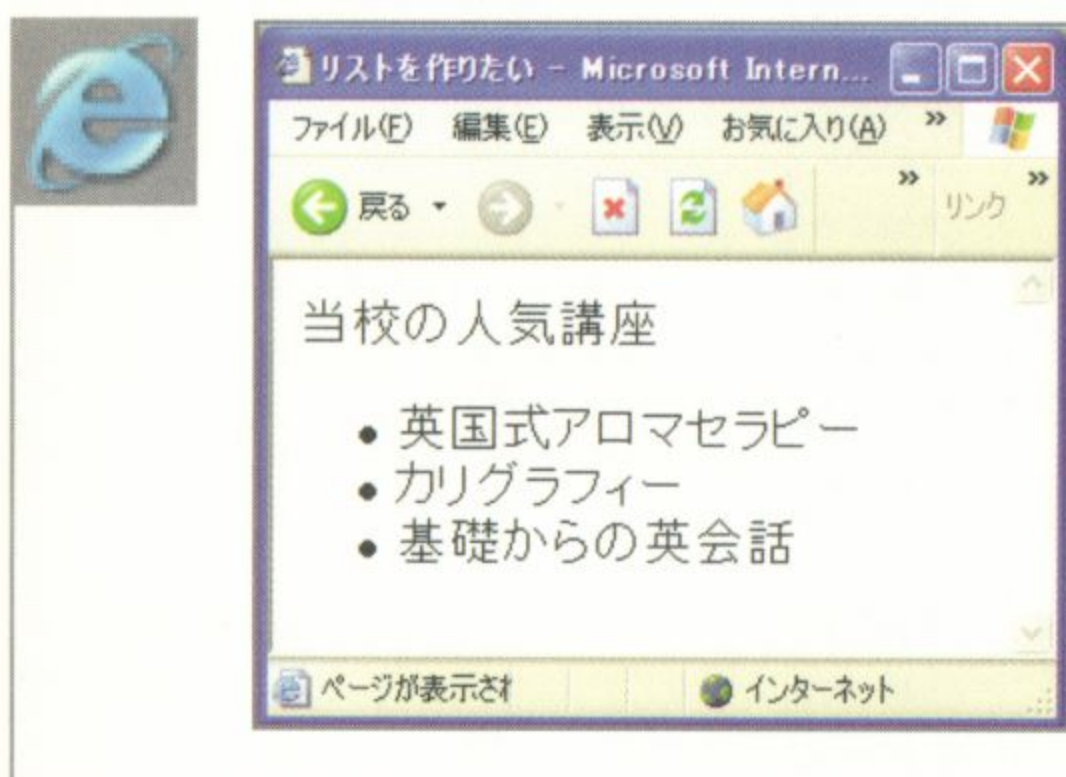 リストを作りたい - Microsoft Intern...
ファイル(F) 編集(E) 表示(V) お気に入り(A) »
戻る » リンク »
当校の人気講座
• 英国式アロマセラピー
• カリグラフィー
• 基礎からの英会話
ページが表示され インターネット